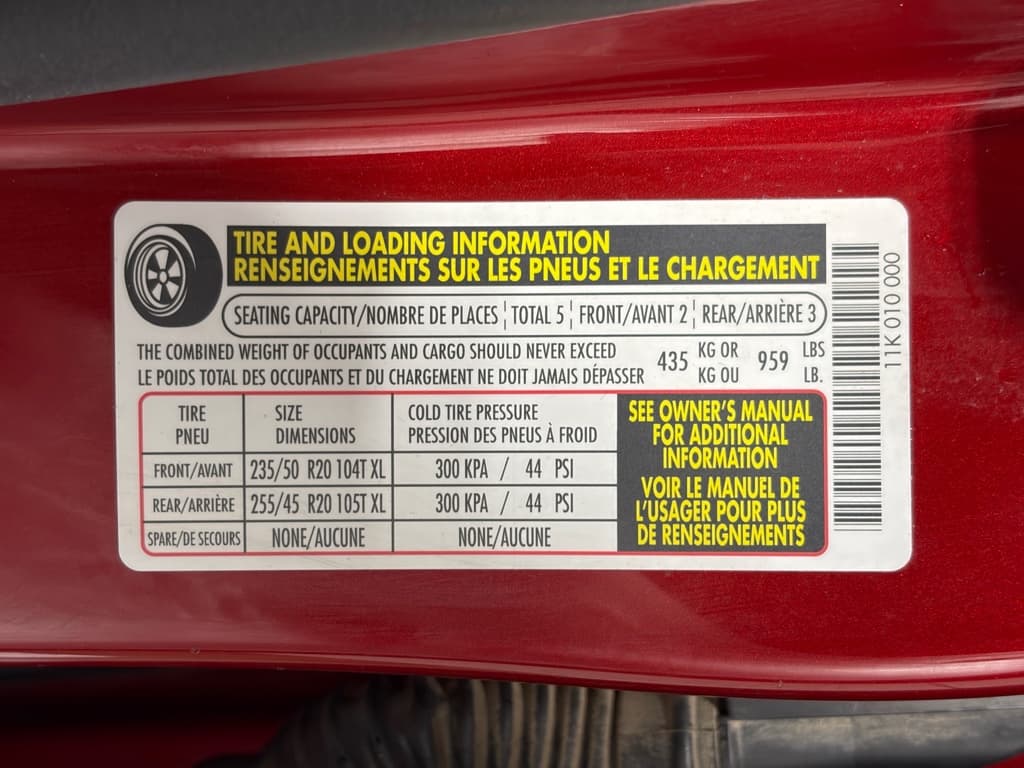 TIRE AND LOADING INFORMATION
RENSEIGNEMENTS SUR LES PNEUS ET LE CHARGEMENT
SEATING CAPACITY/NOMBRE DE PLACES TOTAL 5 FRONT/AVANT 2 REAR/ARRIÈRE 3
THE COMBINED WEIGHT OF OCCUPANTS AND CARGO SHOULD NEVER EXCEED 435 KG OR 959 LBS
LE POIDS TOTAL DES OCCUPANTS ET DU CHARGEMENT NE DOIT JAMAIS DÉPASSER KG OU LB.
TIRE SIZE COLD TIRE PRESSURE
PNEU DIMENSIONS PRESSION DES PNEUS À FROID
FRONT/AVANT 235/50 R20 104T XL 300 KPA / 44 PSI
REAR/ARRIÈRE 255/45 R20 105T XL 300 KPA / 44 PSI
SPARE/DE SECOURS NONE/AUCUNE NONE/AUCUNE
SEE OWNER'S MANUAL
FOR ADDITIONAL
INFORMATION
VOIR LE MANUEL DE
L'USAGER POUR PLUS
DE RENSEIGNEMENTS
11K 010 000